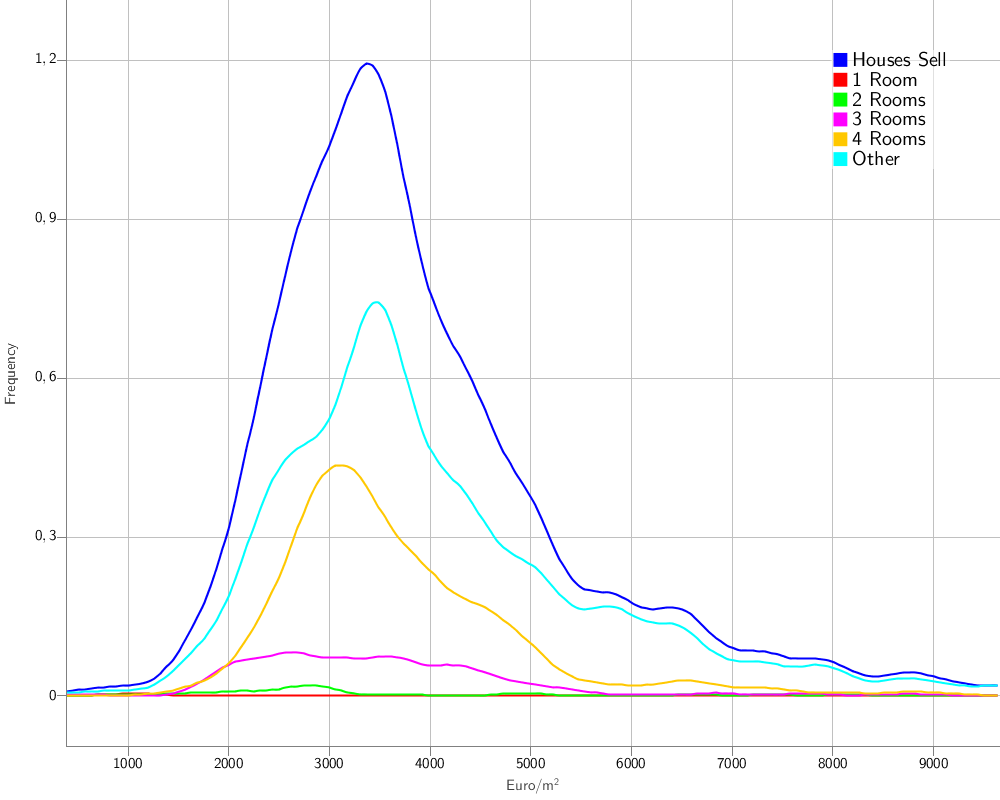 1, 2
0, 9
0, 6
0, 3
0
Frequency
Houses Sell
1 Room
2 Rooms
3 Rooms
4 Rooms
Other
1000 2000 3000 4000 5000 6000 7000 8000 9000
Euro/m²